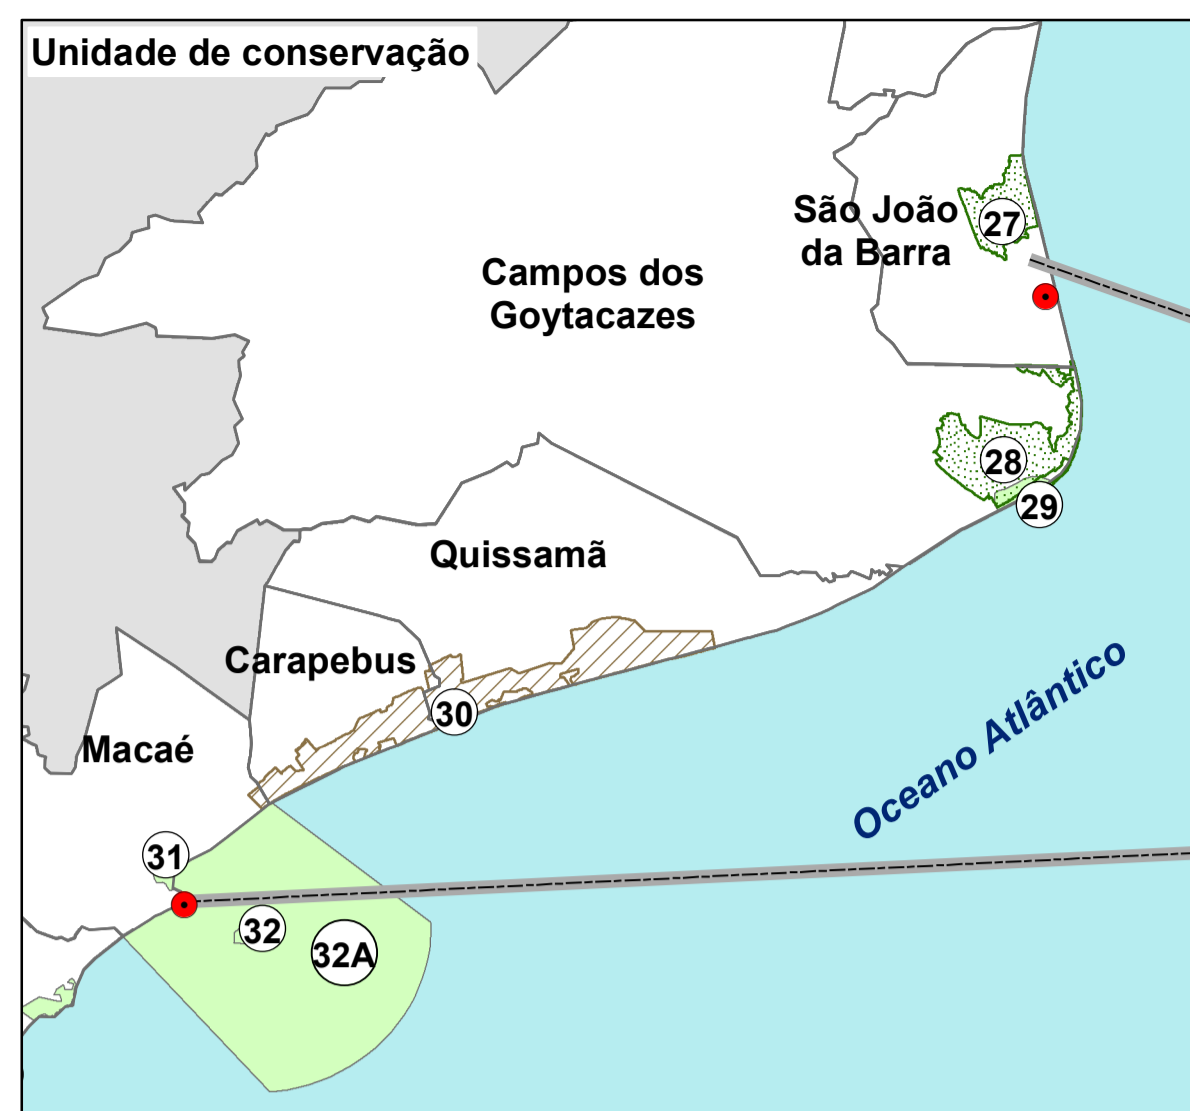 Unidade de conservação
São João
da Barra
27
Campos dos
Goytacazes
28
29
Quissamã
Carapebus
30
Oceano Atlântico
Macaé
31
32
32A